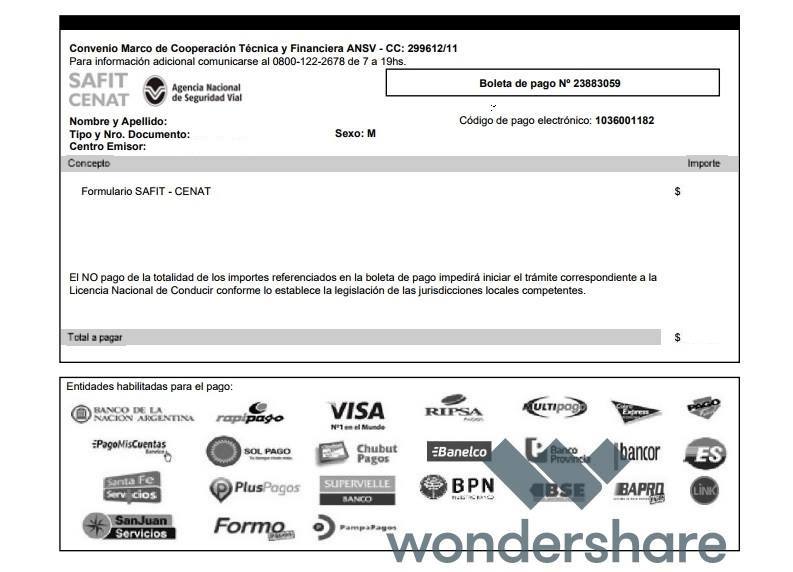 Convenio Marco de Cooperación Técnica y Financiera ANSV - CC: 299612/11
Para información adicional comunicarse al 0800-122-2678 de 7 a 19hs.
SAFIT
CENAT
Agencia Nacional
de Seguridad Vial
Boleta de pago Nº 23883059
Código de pago electrónico: 1036001182
Nombre y Apellido:
Tipo y Nro. Documento:
Sexo: M
Centro Emisor:
Concepto Importe
Formulario SAFIT - CENAT $
El NO pago de la totalidad de los importes referenciados en la boleta de pago impedirá iniciar el trámite correspondiente a la
Licencia Nacional de Conducir conforme lo establece la legislación de las jurisdicciones locales competentes.
Total a pagar $
Entidades habilitadas para el pago:
BANCO DE LA
NACION ARGENTINA
rapipago
VISA
Nº1 en el Mundo
RIPSA
PAGOS
MULTIpago
Express
PAGO
PagoMisCuentas
SOL PAGO
Chubut
Pagos
Banelco
Banco
Provincia
bancor
ES
Santa Fe
Servicios
PlusPagos
SUPERVIELLE
BANCO
BPN
BSE
BAPRO
LINK
SanJuan
Servicios
Formo
PampaPagos
wondershare